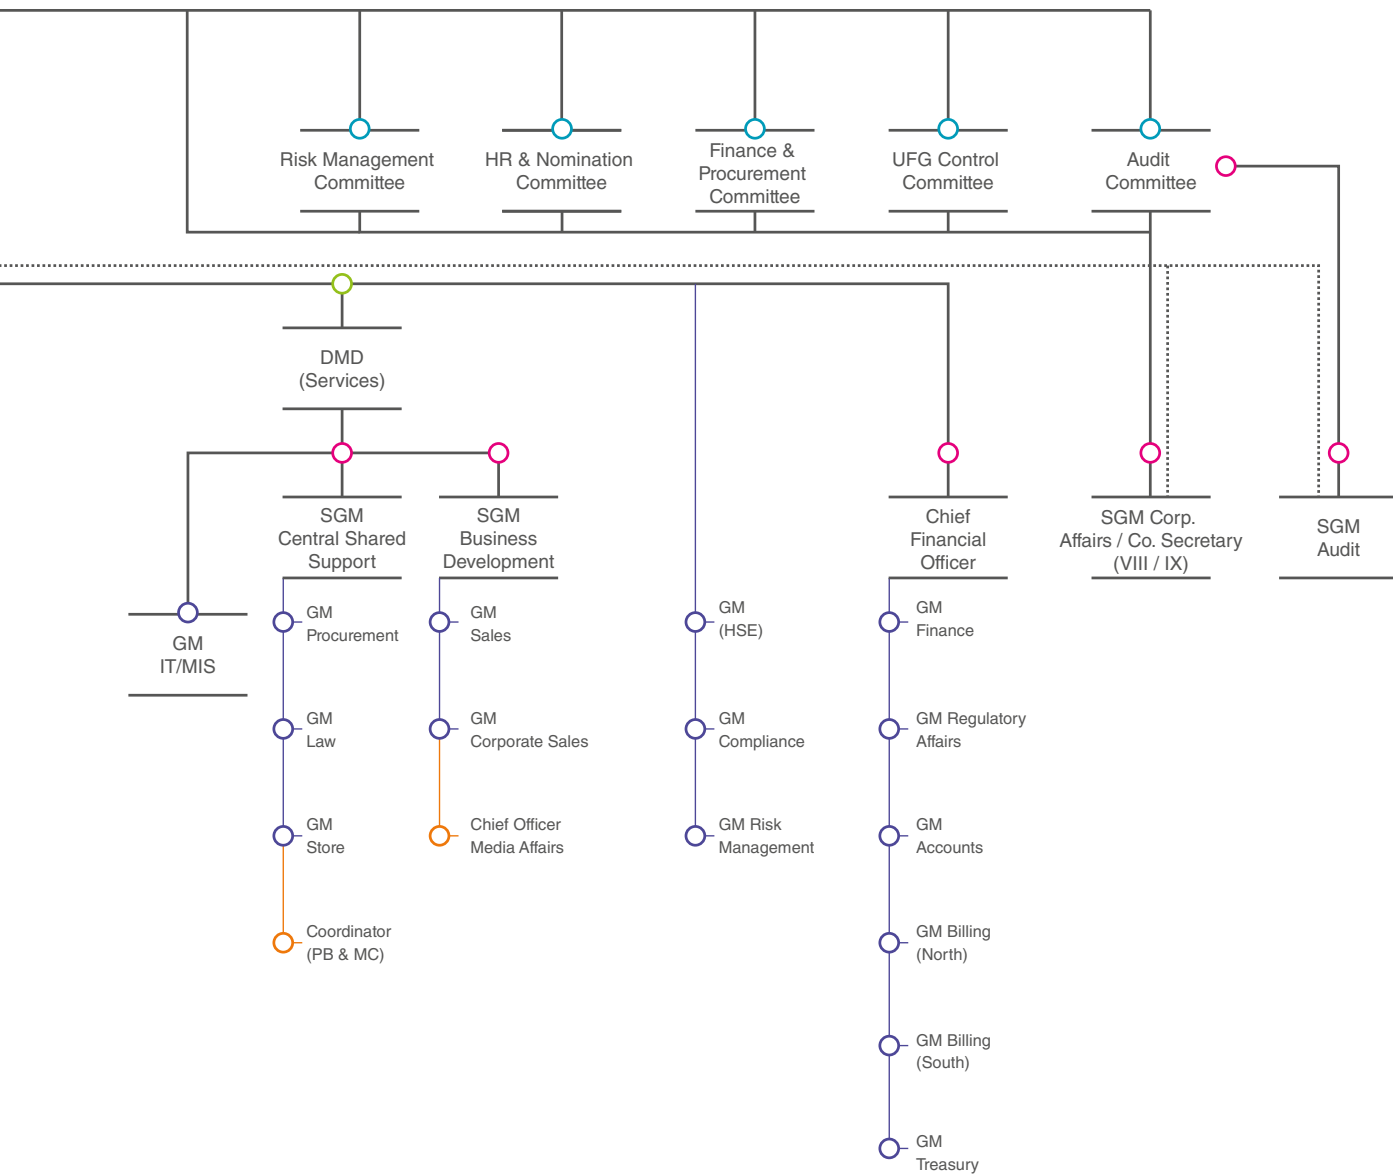 Risk Management
Committee
HR & Nomination
Committee
Finance &
Procurement
Committee
UFG Control
Committee
Audit
Committee
DMD
(Services)
SGM
Central Shared
Support
SGM
Business
Development
Chief
Financial
Officer
SGM Corp.
Affairs / Co. Secretary
(VIII / IX)
SGM
Audit
GM
IT/MIS
GM
Procurement
GM
Law
GM
Store
Coordinator
(PB & MC)
GM
Sales
GM
Corporate Sales
Chief Officer
Media Affairs
GM
(HSE)
GM
Compliance
GM Risk
Management
GM
Finance
GM Regulatory
Affairs
GM
Accounts
GM Billing
(North)
GM Billing
(South)
GM
Treasury